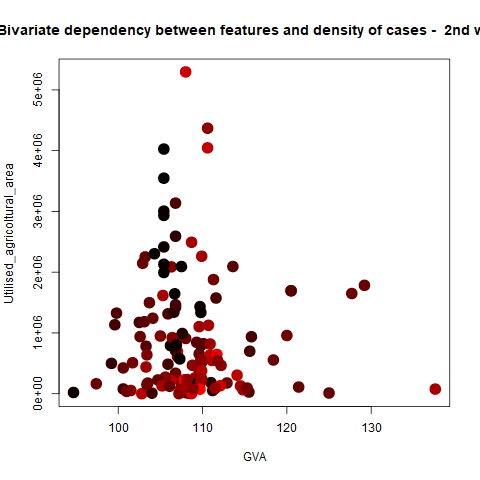 Bivariate dependency between features and density of cases - 2nd w
5e+06
4e+06
3e+06
2e+06
1e+06
0e+00
Utilised_agricoltural_area
100
110
120
130
GVA